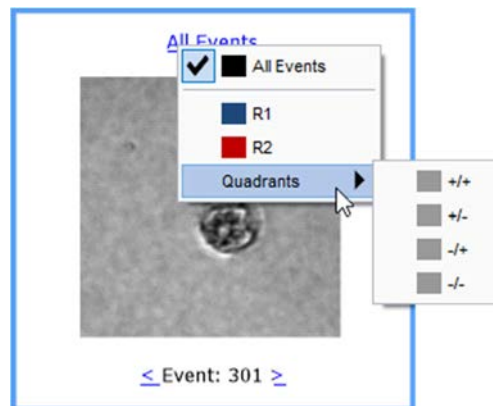 All Events
All Events
R1
R2
Quadrants
+/+
+/-
-/+
-/-
< Event: 301 >